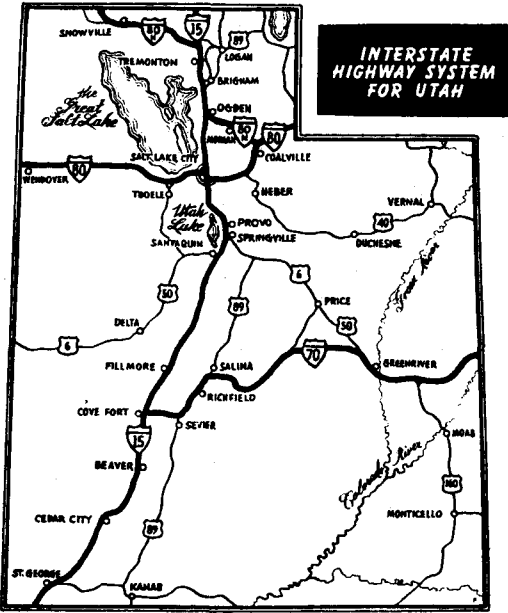 INTERSTATE
HIGHWAY SYSTEM
FOR UTAH
SNOWVILLE
80
15
89
LOGAN
TREMONTON
BRIGHAM
the
Great
Salt Lake
OGDEN
80
N
MORGAN
80
SALT LAKE CITY
COALVILLE
80
WENDOVER
TOOELE
HEBER
VERNAL
Utah
Lake
PROVO
40
SPRINGVILLE
DUCHESNE
SANTAQUIN
Green River
6
50
89
PRICE
DELTA
50
6
70
FILLMORE
SALINA
GREENRIVER
RICHFIELD
COVE FORT
SEVIER
MOAB
15
Colorado River
BEAVER
160
MONTICELLO
CEDAR CITY
89
ST. GEORGE
KANAB